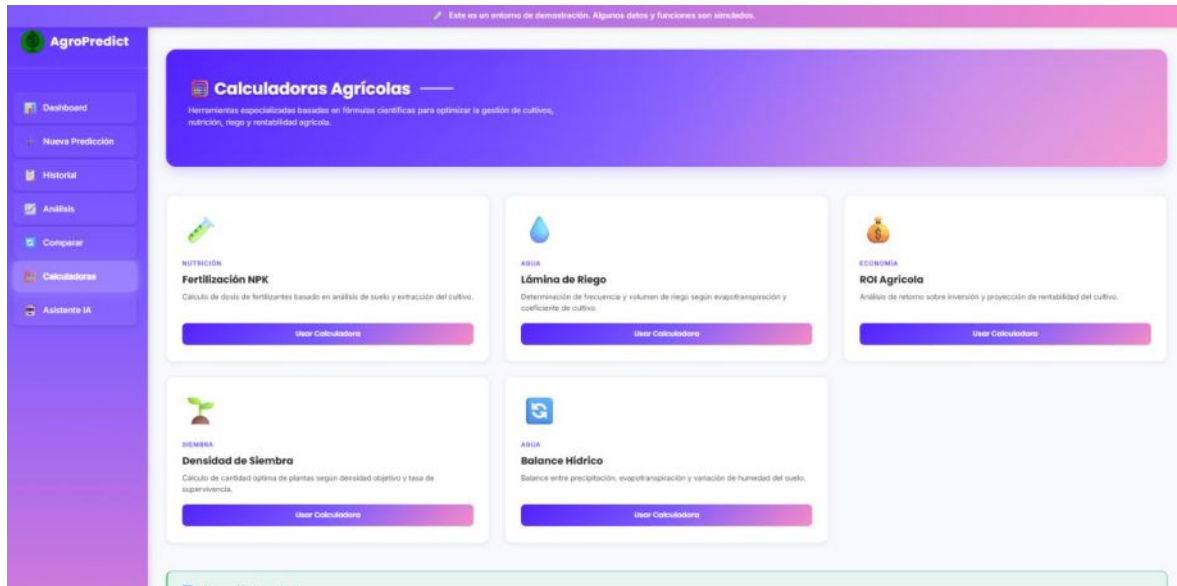 Este es un entorno de demostración. Algunos datos y funciones son simulados.
AgroPredict
Dashboard
Nueva Predicción
Historial
Análisis
Comparar
Calculadoras
Asistente IA
Calculadoras Agrícolas
Herramientas especializadas basadas en fórmulas científicas para optimizar la gestión de cultivos,
nutrición, riego y rentabilidad agrícola.
NUTRICIÓN
Fertilización NPK
Cálculo de dosis de fertilizantes basado en análisis de suelo y extracción del cultivo.
Usar Calculadora
AGUA
Lámina de Riego
Determinación de frecuencia y volumen de riego según evapotranspiración y
coeficiente de cultivo.
Usar Calculadora
ECONOMÍA
ROI Agrícola
Análisis de retorno sobre inversión y proyección de rentabilidad del cultivo.
Usar Calculadora
SIEMBRA
Densidad de Siembra
Cálculo de cantidad óptima de plantas según densidad objetivo y tasa de
supervivencia.
Usar Calculadora
AGUA
Balance Hídrico
Balance entre precipitación, evapotranspiración y variación de humedad del suelo.
Usar Calculadora